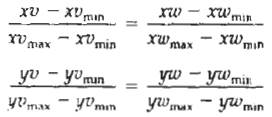 xv − xv_min / xv_max − xv_min = xw − xw_min / xw_max − xw_min
yv − yv_min / yv_max − yv_min = yw − yw_min / yw_max − yw_min